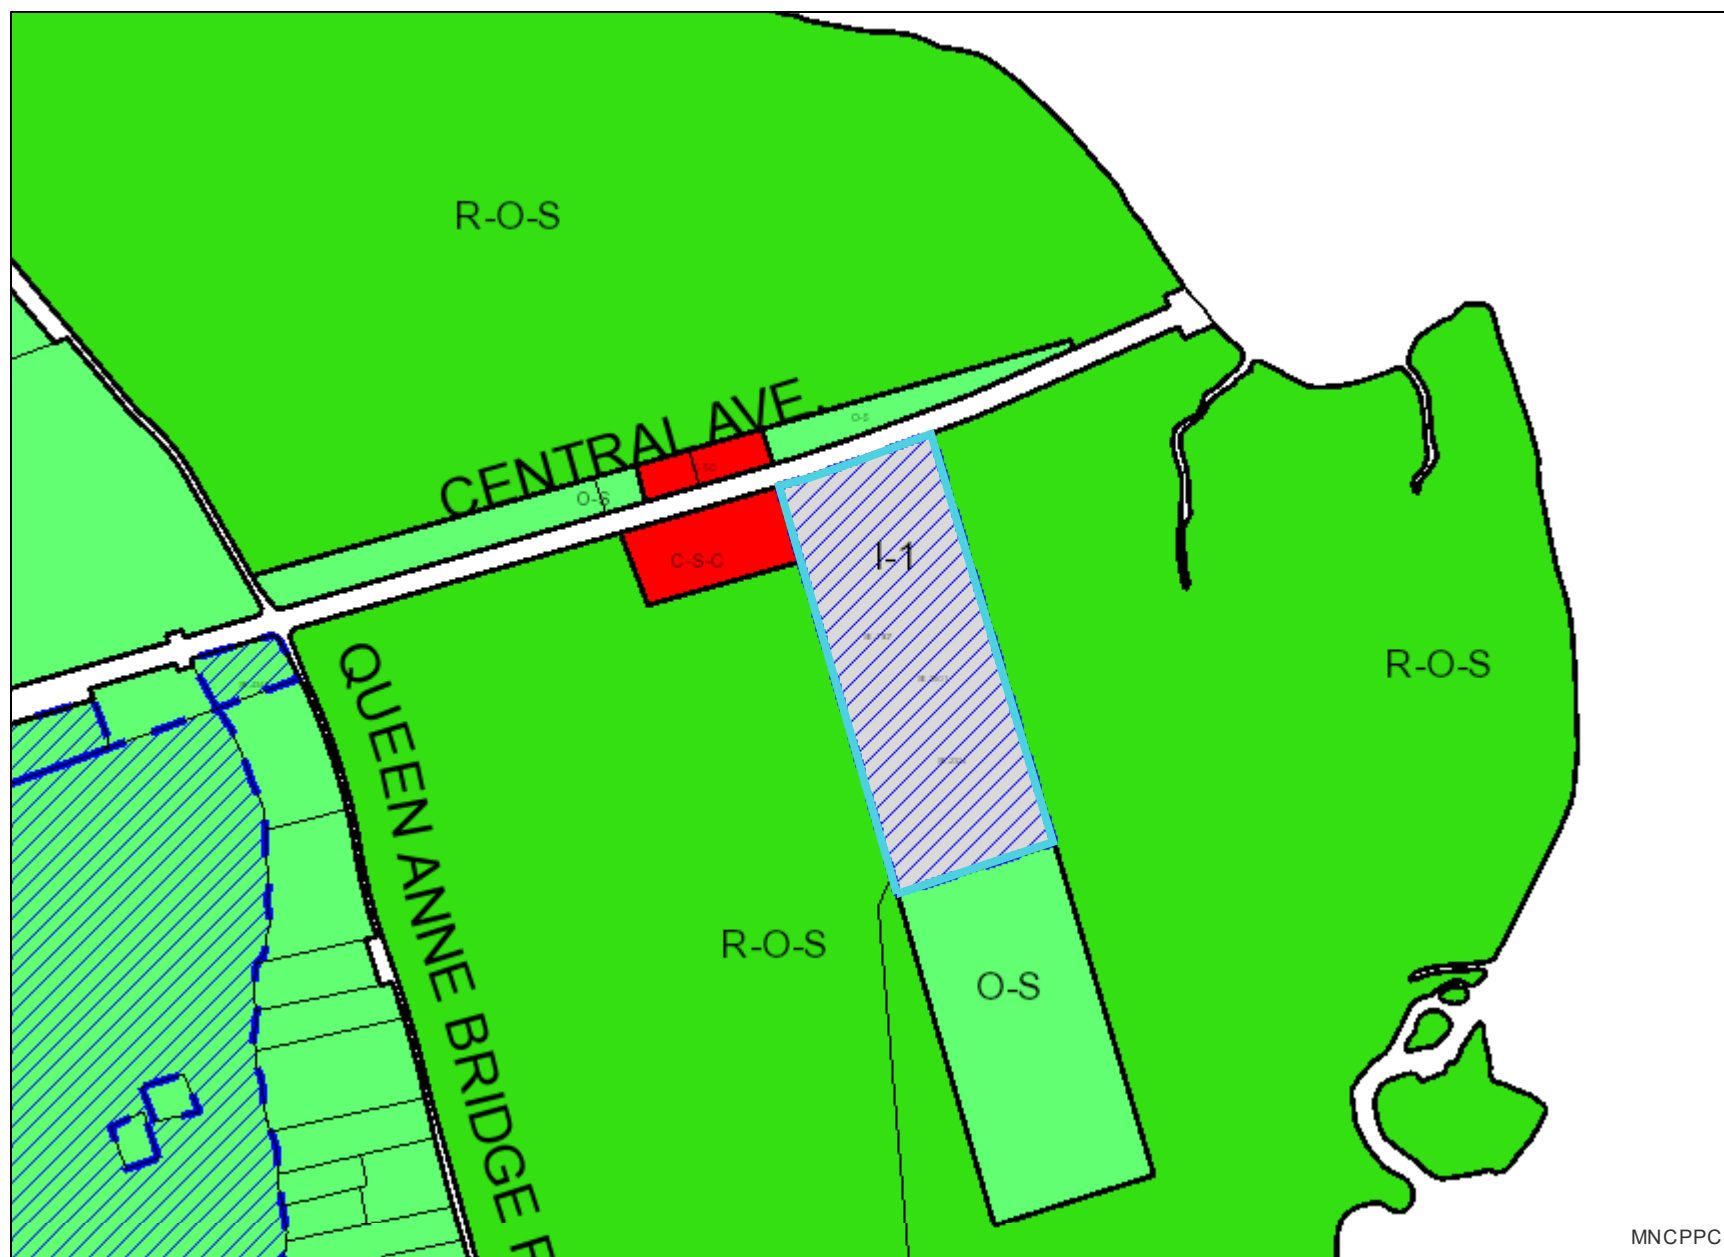 R-O-S
CENTRAL AVE.
O-S
O-S
C-S-C
I-1
R-O-S
QUEEN ANNE BRIDGE
R-O-S
O-S
MNCPPC